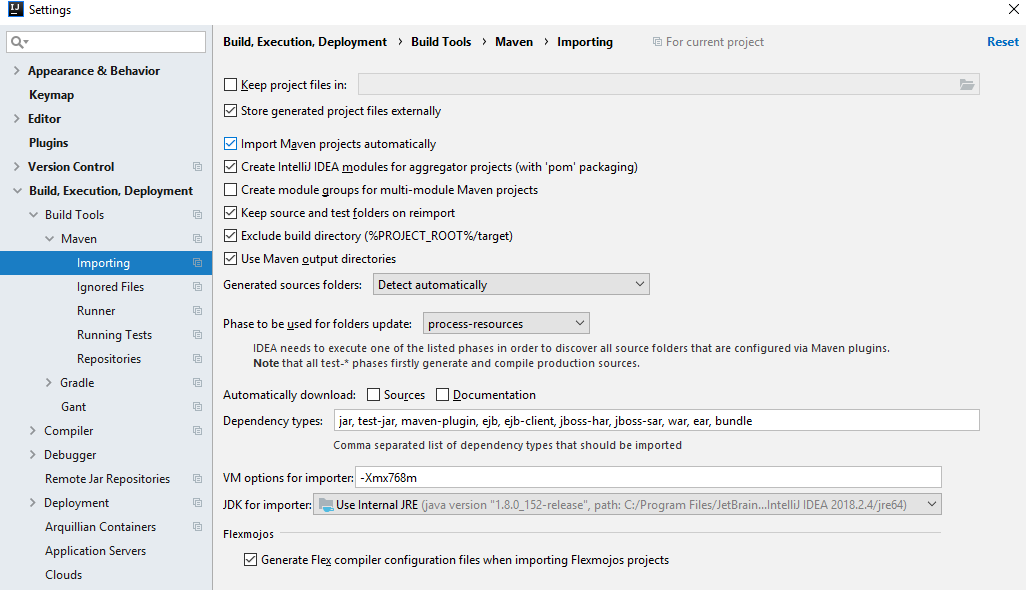 Settings
Build, Execution, Deployment › Build Tools › Maven › Importing For current project Reset
Appearance & Behavior
Keymap
Editor
Plugins
Version Control
Build, Execution, Deployment
Build Tools
Maven
Importing
Ignored Files
Runner
Running Tests
Repositories
Gradle
Gant
Compiler
Debugger
Remote Jar Repositories
Deployment
Arquillian Containers
Application Servers
Clouds
Keep project files in:
Store generated project files externally
Import Maven projects automatically
Create IntelliJ IDEA modules for aggregator projects (with 'pom' packaging)
Create module groups for multi-module Maven projects
Keep source and test folders on reimport
Exclude build directory (%PROJECT_ROOT%/target)
Use Maven output directories
Generated sources folders: Detect automatically
Phase to be used for folders update: process-resources
IDEA needs to execute one of the listed phases in order to discover all source folders that are configured via Maven plugins.
Note that all test-* phases firstly generate and compile production sources.
Automatically download: Sources Documentation
Dependency types: jar, test-jar, maven-plugin, ejb, ejb-client, jboss-har, jboss-sar, war, ear, bundle
Comma separated list of dependency types that should be imported
VM options for importer: -Xmx768m
JDK for importer: Use Internal JRE (java version "1.8.0_152-release", path: C:/Program Files/JetBrain...IntelliJ IDEA 2018.2.4/jre64)
Flexmojos
Generate Flex compiler configuration files when importing Flexmojos projects